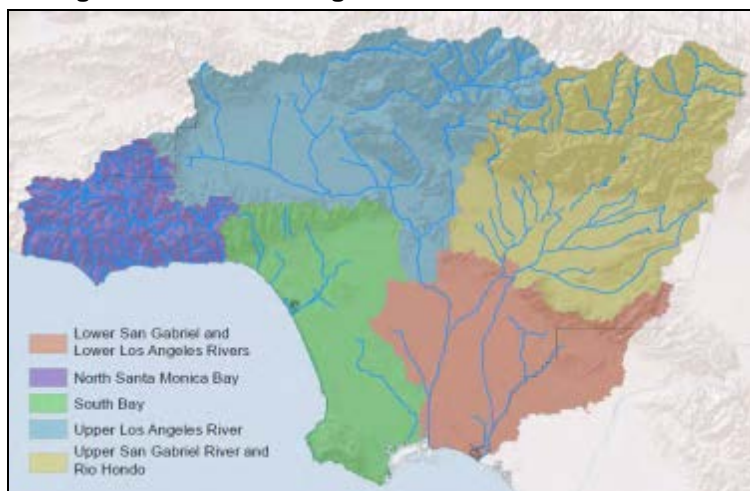 Lower San Gabriel and
Lower Los Angeles Rivers
North Santa Monica Bay
South Bay
Upper Los Angeles River
Upper San Gabriel River and
Rio Hondo